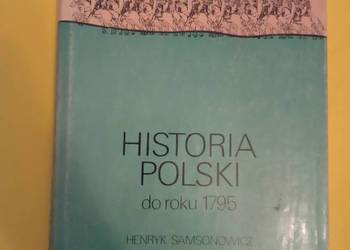 HISTORIA
POLSKI
do roku 1795
HENRYK SAMSONOWICZ